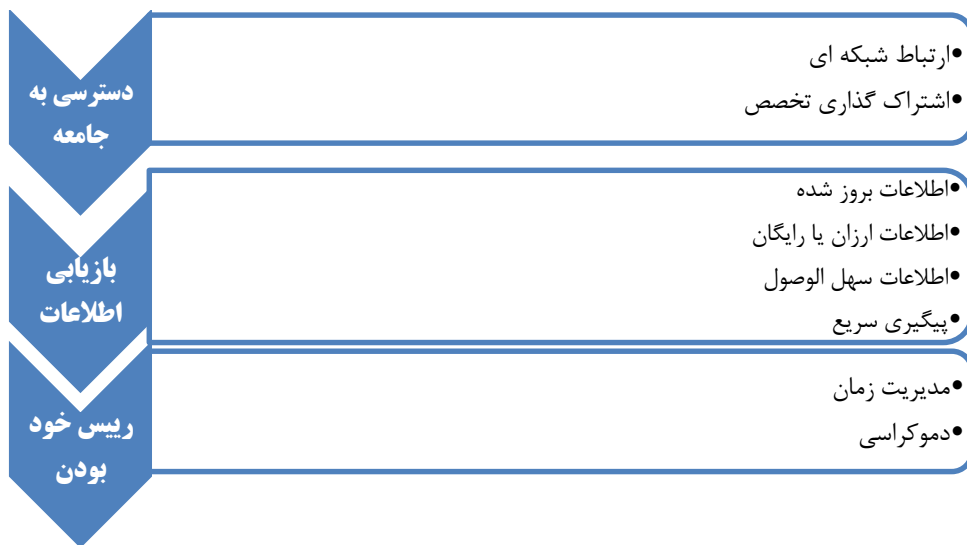 دسترسی به
جامعه
•ارتباط شبکه ای
•اشتراک گذاری تخصص
بازیابی
اطلاعات
•اطلاعات بروز شده
•اطلاعات ارزان یا رایگان
•اطلاعات سهل الوصول
•پیگیری سریع
رییس خود
بودن
•مدیریت زمان
•دموکراسی